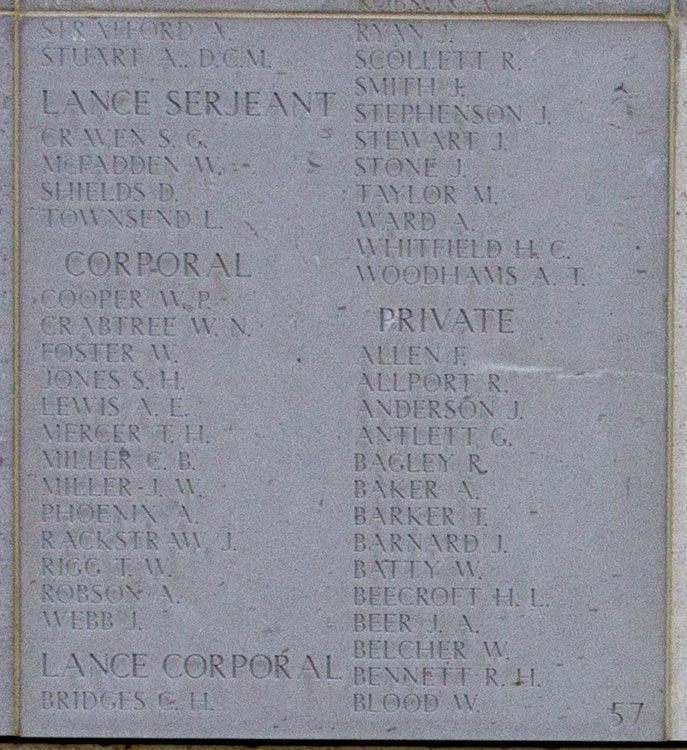 STRAFFORD A.
STUART A., D.C.M.
LANCE SERJEANT
CRAVEN S. G.
McFADDEN W.
SHIELDS D.
TOWNSEND L.
CORPORAL
COOPER W. P.
CRABTREE W. N.
FOSTER W.
JONES S. H.
LEWIS A. E.
MERCER T. H.
MILLER C. B.
MILLER J. W.
PHOENIX A.
RACKSTRAW J.
RIGG T. W.
ROBSON A.
WEBB J.
LANCE CORPORAL
BRIDGES C. H.
RYAN J.
SCOLLETT R.
SMITH J.
STEPHENSON J.
STEWART J.
STONE J.
TAYLOR M.
WARD A.
WHITFIELD H. C.
WOODHAMS A. T.
PRIVATE
ALLEN F.
ALLPORT R.
ANDERSON J.
ANTLETT G.
BAGLEY R.
BAKER A.
BARKER T.
BARNARD J.
BATTY W.
BEECROFT H. L.
BEER J. A.
BELCHER W.
BENNETT R. H.
BLOOD W.
57